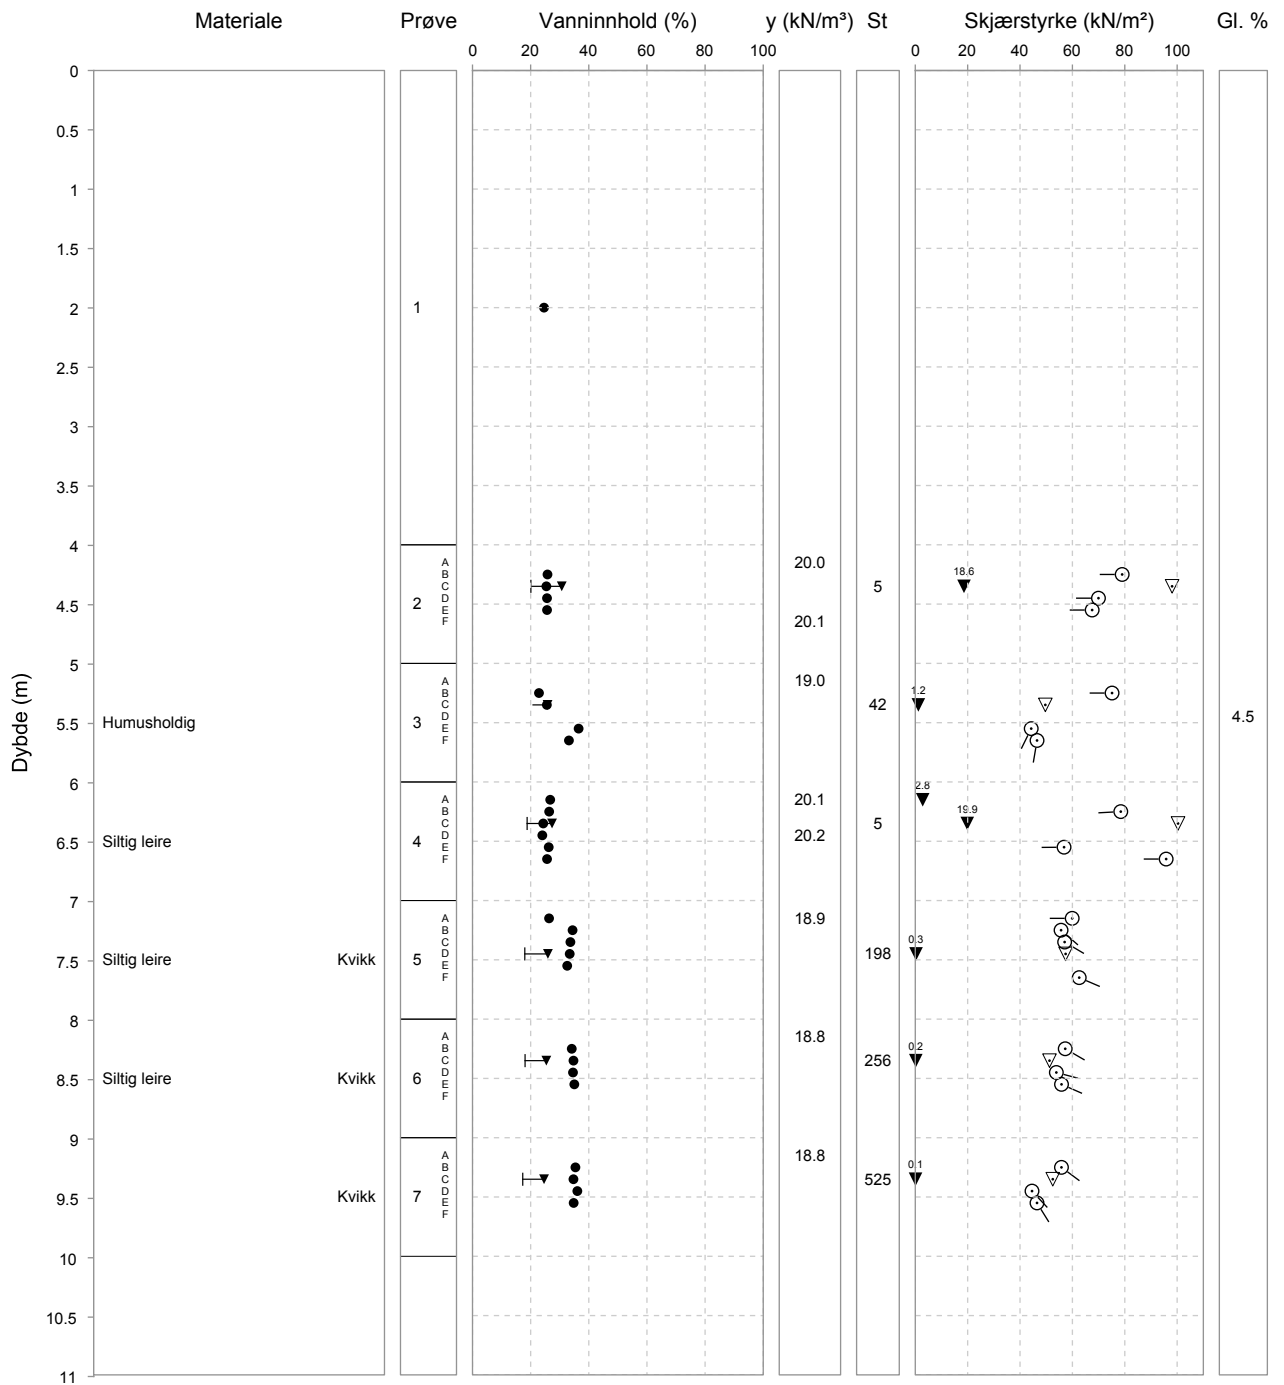 Materiale Prøve Vanninnhold (%) y (kN/m³) St Skjærstyrke (kN/m²) Gl. %
0 20 40 60 80 100 0 20 40 60 80 100
0
0.5
1
1.5
2 1
2.5
3
3.5
4
A 20.0
B 18.6
C 5
D
4.5 2
E
F 20.1
5
A 19.0
B 1.2
C 42
D
5.5 Humusholdig 3 4.5
E
F
6
A 20.1 2.8
B 19.9
C 5
D 20.2
6.5 Siltig leire 4
E
F
7
A 18.9
B
C 0.3
D 198
7.5 Siltig leire Kvikk 5
E
F
8
A 18.8
B 0.2
C 256
D
8.5 Siltig leire Kvikk 6
E
F
9
A 18.8
B 0.1
C 525
D
9.5 Kvikk 7
E
F
10
10.5
11
Dybde (m)